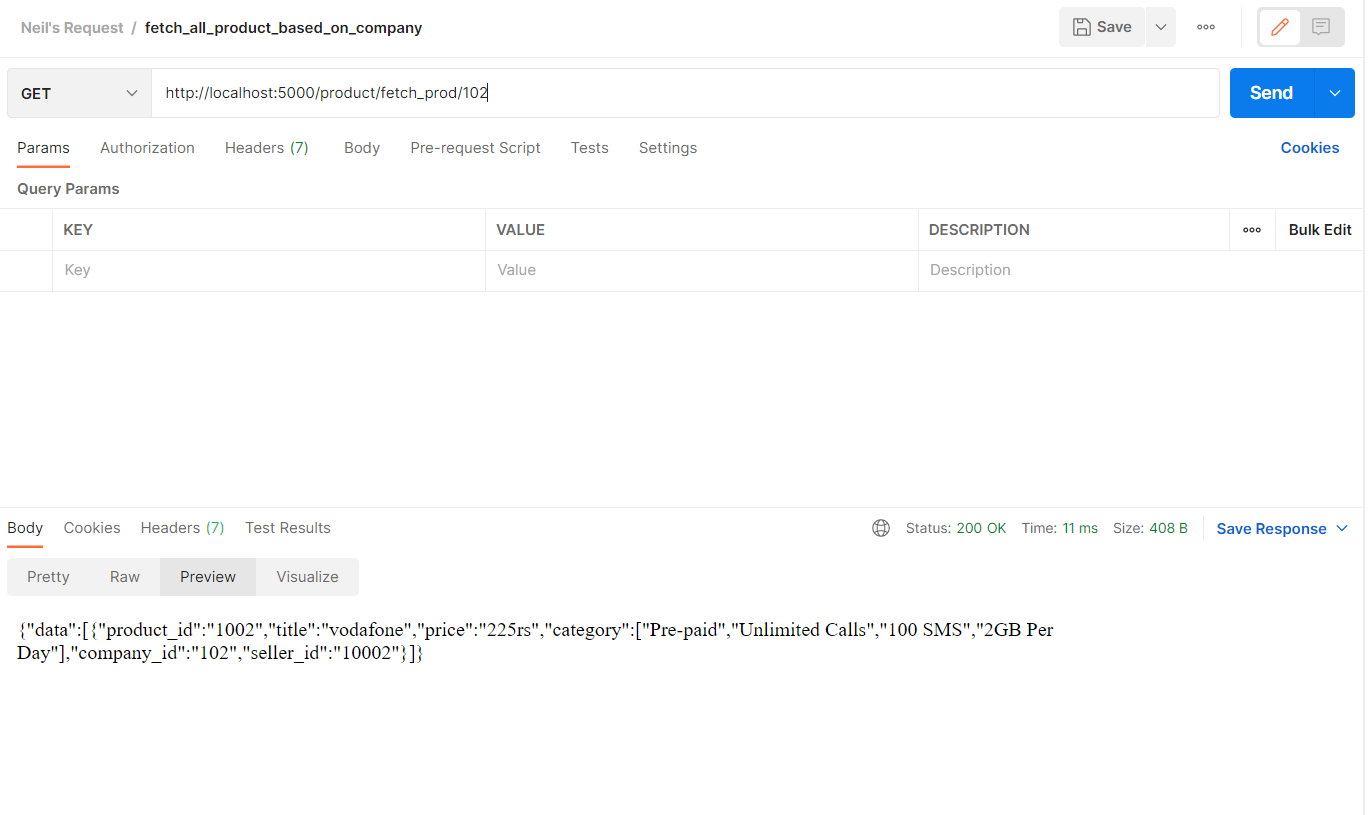 Neil's Request / fetch_all_product_based_on_company Save
GET http://localhost:5000/product/fetch_prod/102 Send
Params Authorization Headers (7) Body Pre-request Script Tests Settings Cookies
Query Params
KEY VALUE DESCRIPTION Bulk Edit
Key Value Description
Body Cookies Headers (7) Test Results Status: 200 OK Time: 11 ms Size: 408 B Save Response
Pretty Raw Preview Visualize
{"data":[{"product_id":"1002","title":"vodafone","price":"225rs","category":["Pre-paid","Unlimited Calls","100 SMS","2GB Per
Day"],"company_id":"102","seller_id":"10002"}]}